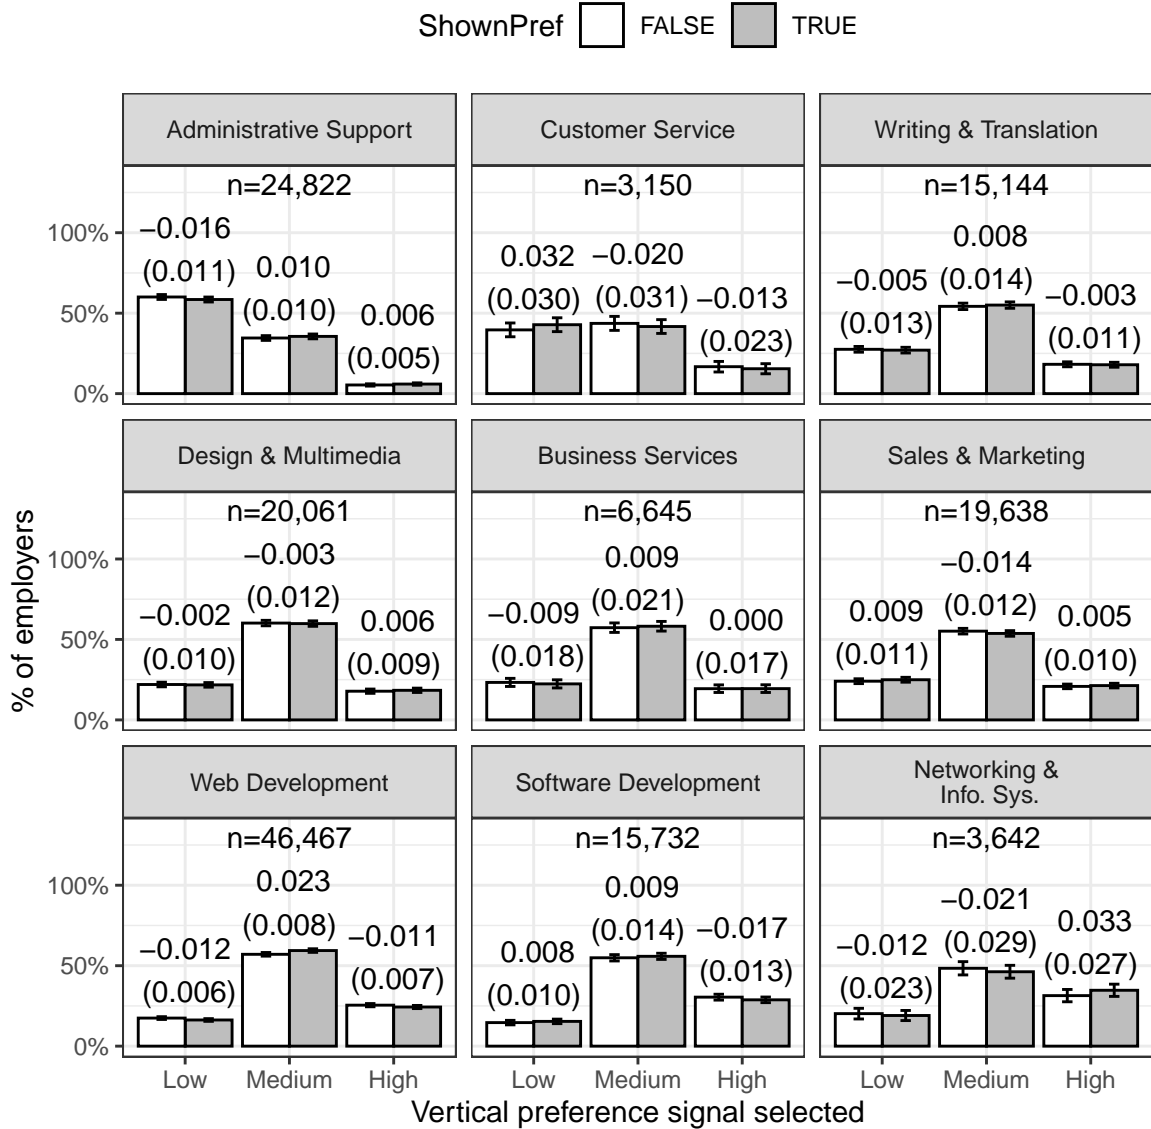 ShownPref FALSE TRUE
Administrative Support
n=24,822
−0.016
(0.011)
0.010
(0.010)
0.006
(0.005)
100%
50%
0%
Customer Service
n=3,150
0.032
(0.030)
−0.020
(0.031)
−0.013
(0.023)
Writing & Translation
n=15,144
−0.005
(0.013)
0.008
(0.014)
−0.003
(0.011)
% of employers
Design & Multimedia
n=20,061
−0.002
(0.010)
−0.003
(0.012)
0.006
(0.009)
100%
50%
0%
Business Services
n=6,645
−0.009
(0.018)
0.009
(0.021)
0.000
(0.017)
Sales & Marketing
n=19,638
0.009
(0.011)
−0.014
(0.012)
0.005
(0.010)
Web Development
n=46,467
−0.012
(0.006)
0.023
(0.008)
−0.011
(0.007)
100%
50%
0%
Software Development
n=15,732
0.008
(0.010)
0.009
(0.014)
−0.017
(0.013)
Networking &
Info. Sys.
n=3,642
−0.012
(0.023)
−0.021
(0.029)
0.033
(0.027)
Low Medium High
Low Medium High
Low Medium High
Vertical preference signal selected